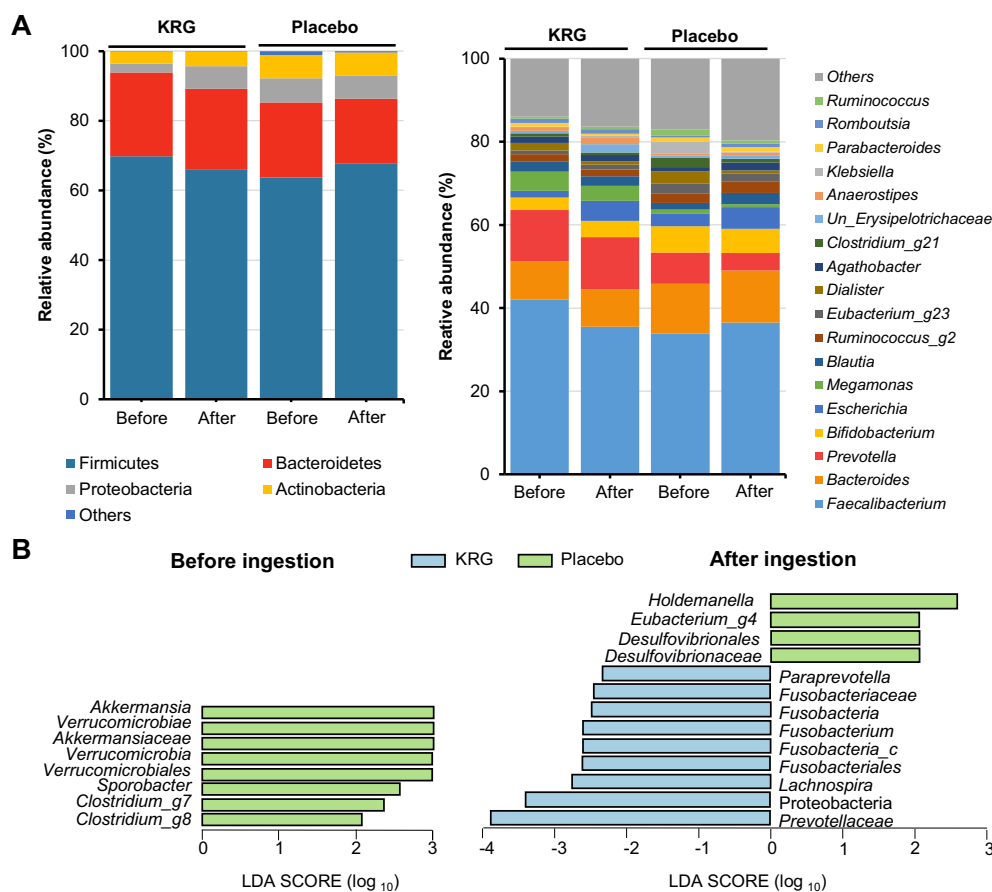 A
KRG
Placebo
Relative abundance (%)
100
80
60
40
20
0
Before
After
Before
After
Firmicutes
Bacteroidetes
Proteobacteria
Actinobacteria
Others
KRG
Placebo
Reative abundance (%)
100
80
60
40
20
0
Before
After
Before
After
Others
Ruminococcus
Romboutsia
Parabacteroides
Klebsiella
Anaerostipes
Un_Erysipelotrichaceae
Clostridium_g21
Agathobacter
Dialister
Eubacterium_g23
Ruminococcus_g2
Blautia
Megamonas
Escherichia
Bifidobacterium
Prevotella
Bacteroides
Faecalibacterium
B
Before ingestion
KRG
Placebo
After ingestion
Akkermansia
Verrucomicrobiae
Akkermansiaceae
Verrucomicrobia
Verrucomicrobiales
Sporobacter
Clostridium_g7
Clostridium_g8
0
1
2
3
LDA SCORE (log 10)
Holdemanella
Eubacterium_g4
Desulfovibrionales
Desulfovibrionaceae
Paraprevotella
Fusobacteriaceae
Fusobacteria
Fusobacterium
Fusobacteria_c
Fusobacteriales
Lachnospira
Proteobacteria
Prevotellaceae
-4
-3
-2
-1
0
1
2
3
LDA SCORE (log 10)